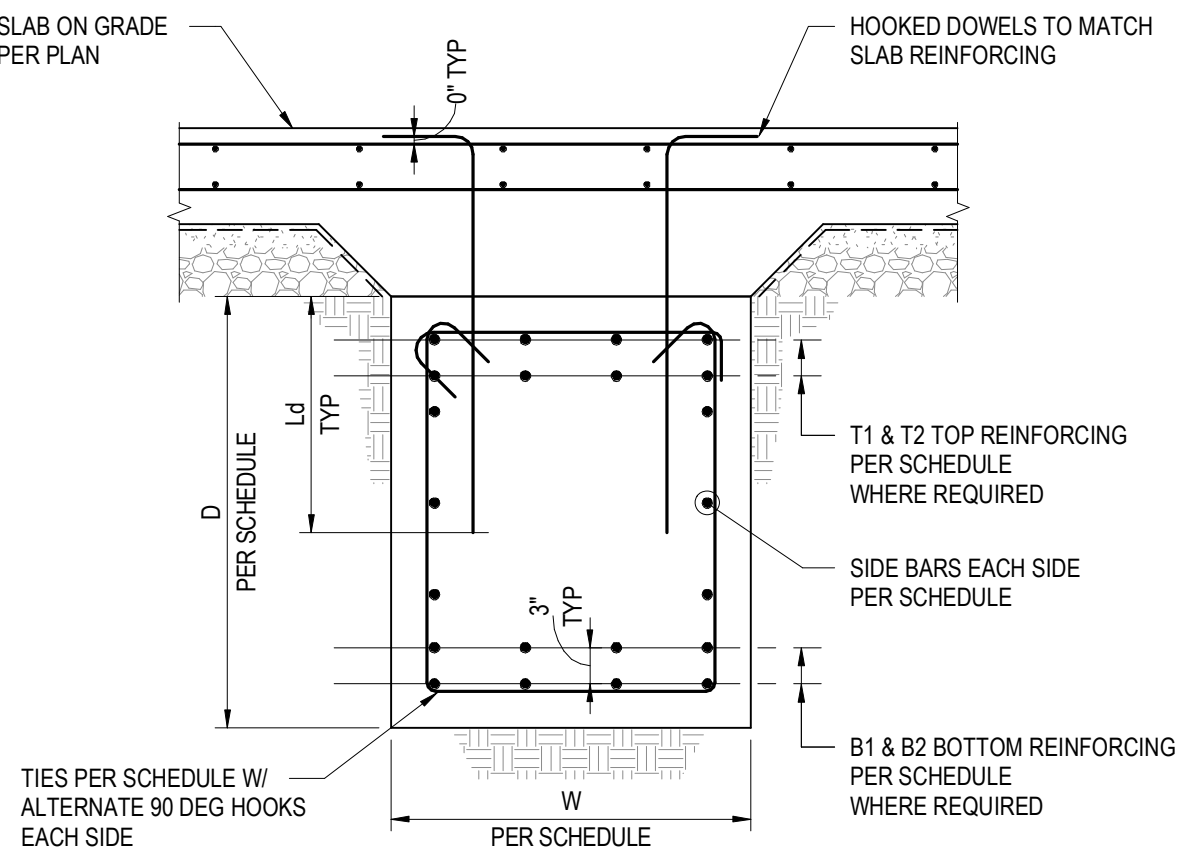 SLAB ON GRADE
PER PLAN
0" TYP
HOOKED DOWELS TO MATCH
SLAB REINFORCING
Ld
TYP
D
PER SCHEDULE
T1 & T2 TOP REINFORCING
PER SCHEDULE
WHERE REQUIRED
SIDE BARS EACH SIDE
PER SCHEDULE
3"
TYP
B1 & B2 BOTTOM REINFORCING
PER SCHEDULE
WHERE REQUIRED
TIES PER SCHEDULE W/
ALTERNATE 90 DEG HOOKS
EACH SIDE
W
PER SCHEDULE